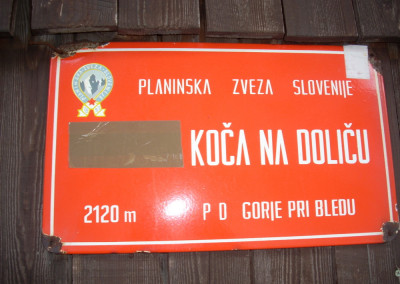 PLANINSKA ZVEZA SLOVENIJE
KOČA NA DOLIČU
2120 m P D GORJE PRI BLEDU